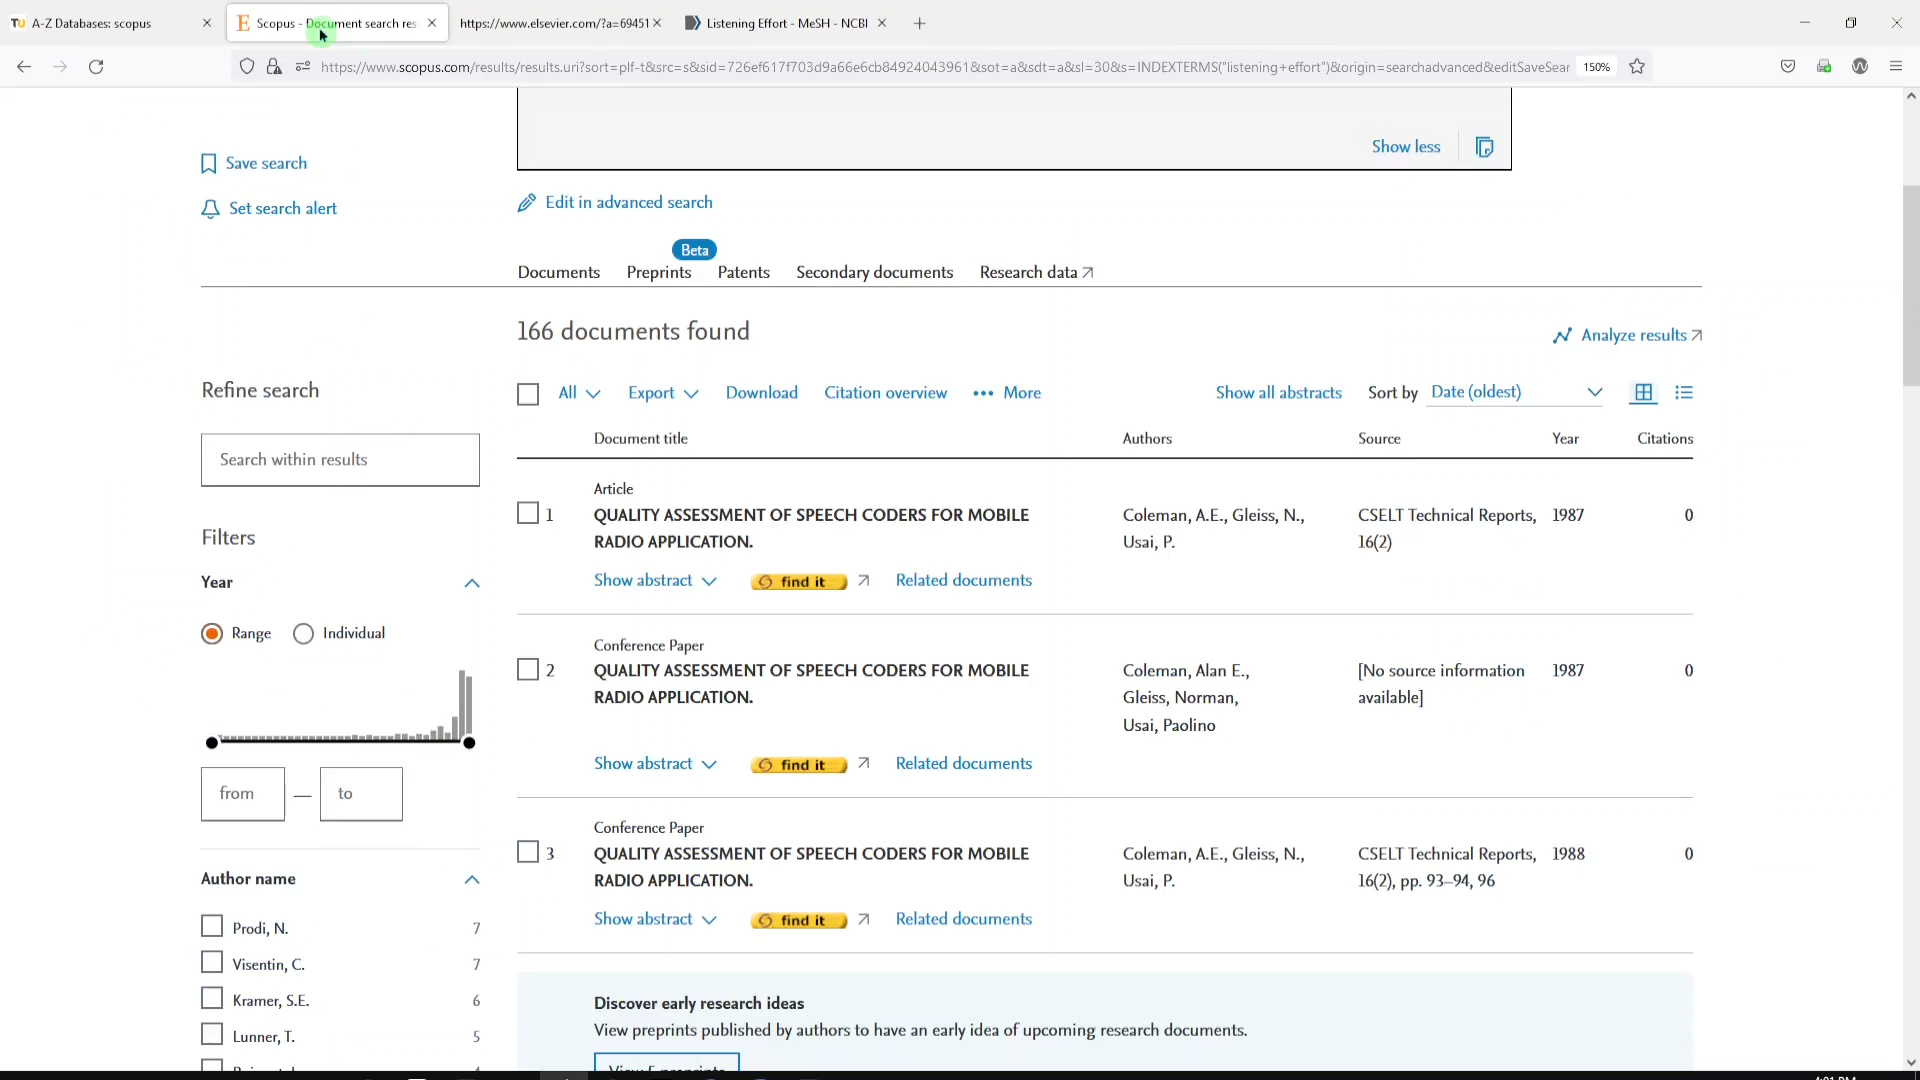 TU A-Z Databases: scopus
E Scopus - Document search res
https://www.elsevier.com/?a=69451
Listening Effort - MeSH - NCBI
https://www.scopus.com/results/results.uri?sort=plf-t&src=s&sid=726ef617f703d9a66e6cb84924043961&sot=a&sdt=a&sl=30&s=INDEXTERMS("listening+effort")&origin=searchadvanced&editSaveSear
150%
Show less
Save search
Edit in advanced search
Set search alert
Beta
Documents Preprints Patents Secondary documents Research data
166 documents found
Analyze results
Refine search
All Export Download Citation overview ••• More Show all abstracts Sort by Date (oldest)
Document title Authors Source Year Citations
Search within results
Article
1 QUALITY ASSESSMENT OF SPEECH CODERS FOR MOBILE Coleman, A.E., Gleiss, N., CSELT Technical Reports, 1987 0
RADIO APPLICATION. Usai, P. 16(2)
Filters
Show abstract find it Related documents
Year
Range Individual
Conference Paper
2 QUALITY ASSESSMENT OF SPEECH CODERS FOR MOBILE Coleman, Alan E., [No source information 1987 0
RADIO APPLICATION. Gleiss, Norman, available]
Usai, Paolino
Show abstract find it Related documents
from — to
Conference Paper
3 QUALITY ASSESSMENT OF SPEECH CODERS FOR MOBILE Coleman, A.E., Gleiss, N., CSELT Technical Reports, 1988 0
RADIO APPLICATION. Usai, P. 16(2), pp. 93–94, 96
Show abstract find it Related documents
Author name
Prodi, N. 7
Visentin, C. 7
Kramer, S.E. 6
Lunner, T. 5
Discover early research ideas
View preprints published by authors to have an early idea of upcoming research documents.